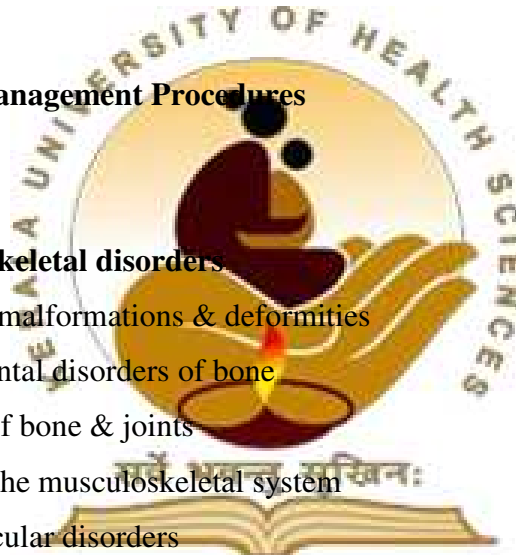 UNIVERSITY OF HEALTH SCIENCES
anagement Procedures
keletal disorders
malformations & deformities
ntal disorders of bone
f bone & joints
सर्वे भवन्तु सुखिन:
he musculoskeletal system
cular disorders